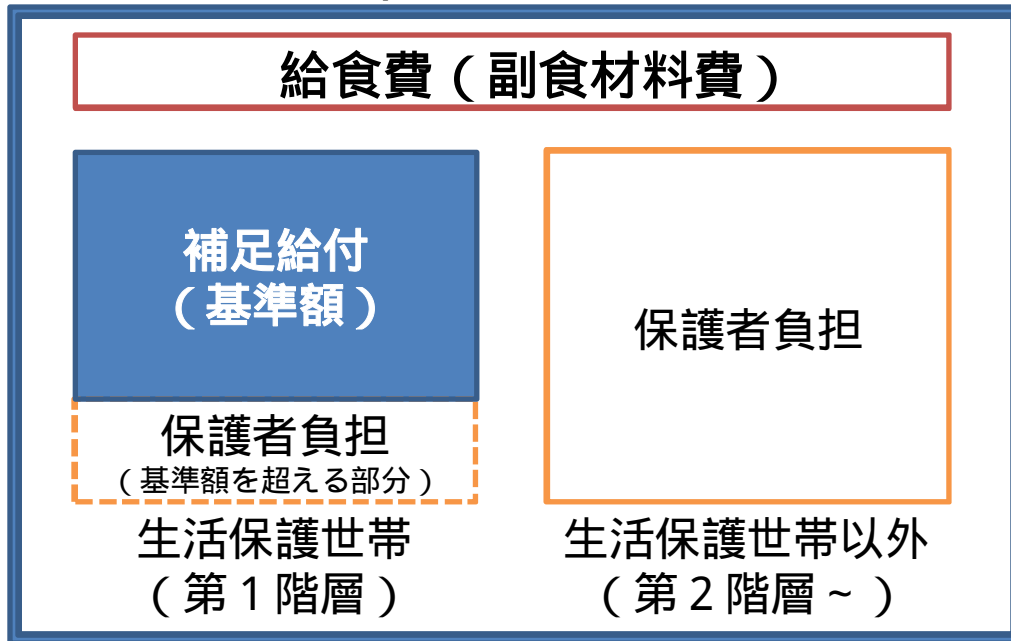 給食費（副食材料費）
補足給付
（基準額）
保護者負担
（基準額を超える部分）
生活保護世帯
（第1階層）
保護者負担
生活保護世帯以外
（第2階層~）